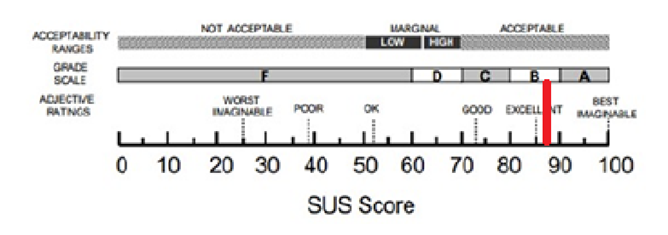 NOT ACCEPTABLE MARGINAL ACCEPTABLE
ACCEPTABILITY RANGES
LOW HIGH
GRADE SCALE
F D C B A
ADJECTIVE RATINGS
WORST IMAGINABLE
POOR
OK
GOOD
EXCELLENT
BEST IMAGINABLE
0 10 20 30 40 50 60 70 80 90 100
SUS Score